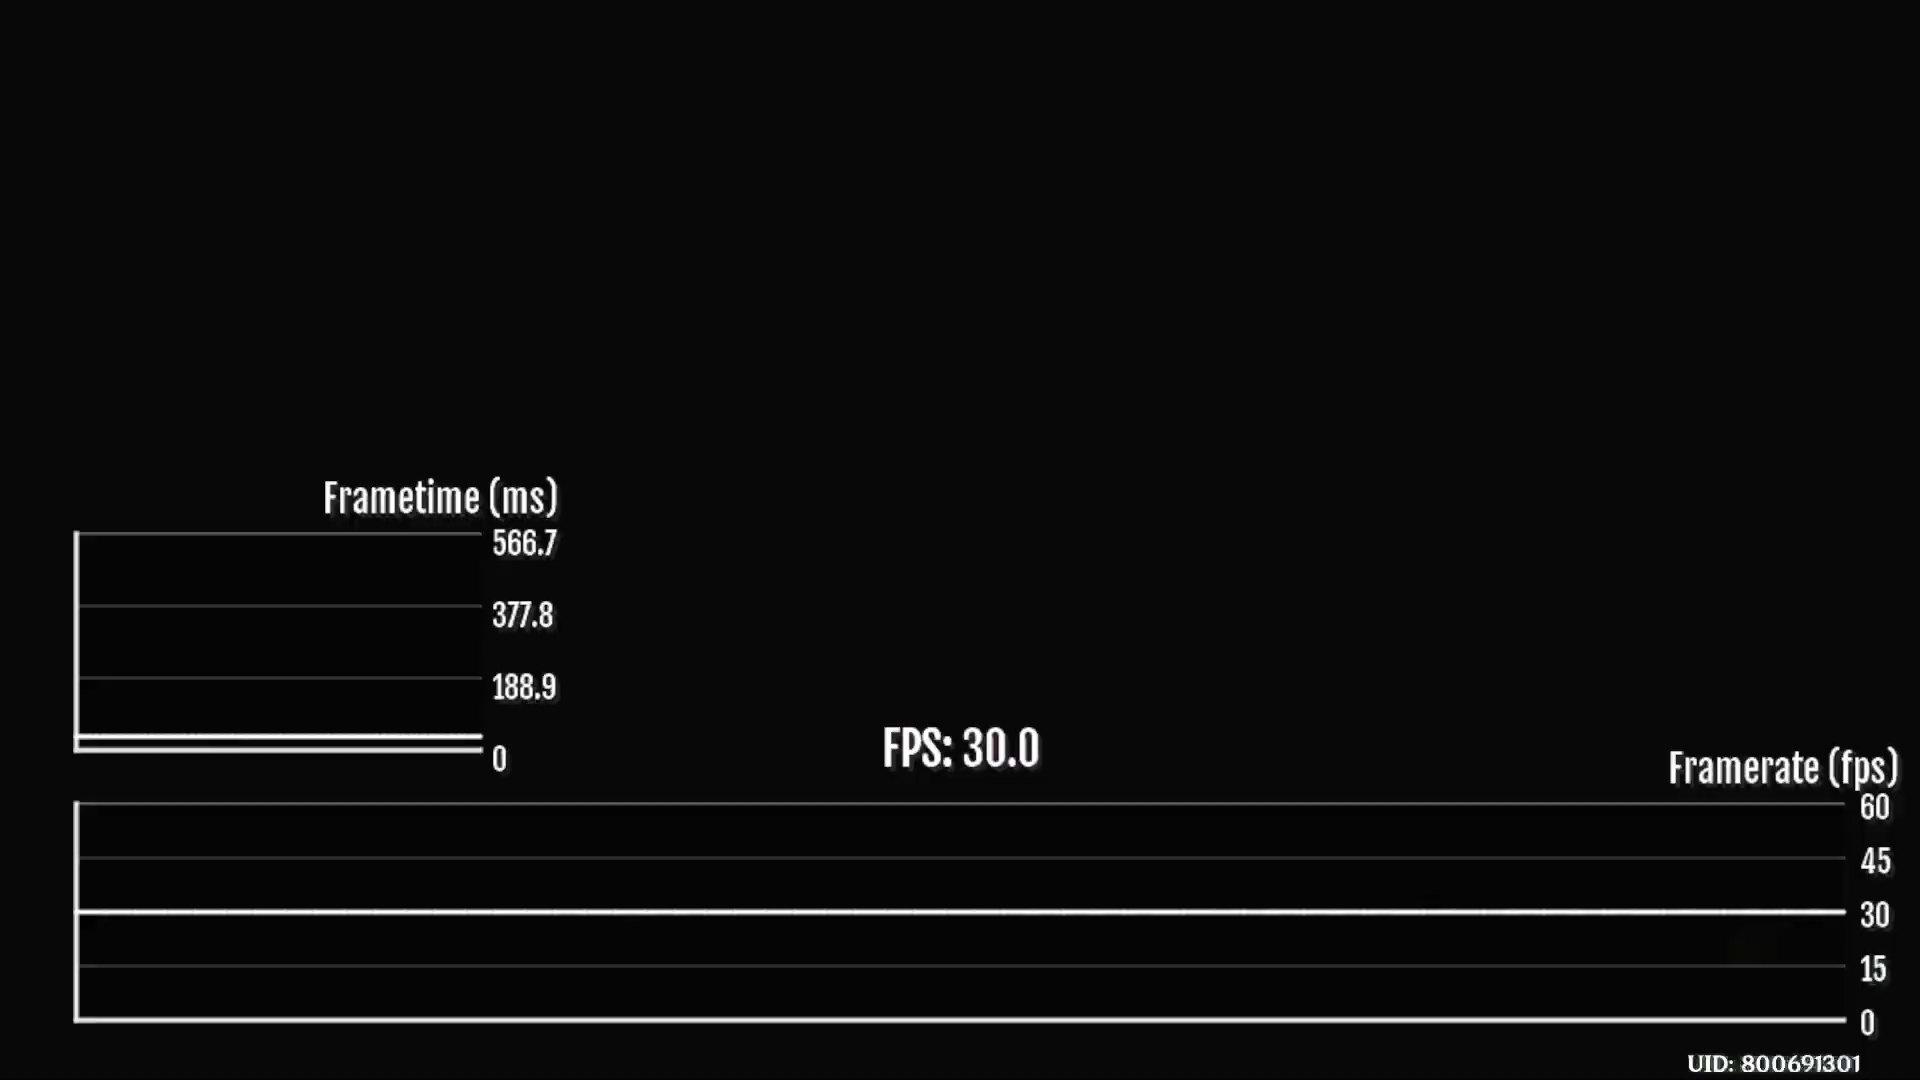 Frametime (ms)
566.7
377.8
188.9
0
FPS: 30.0
Framerate (fps)
60
45
30
15
0
UID: 800691301